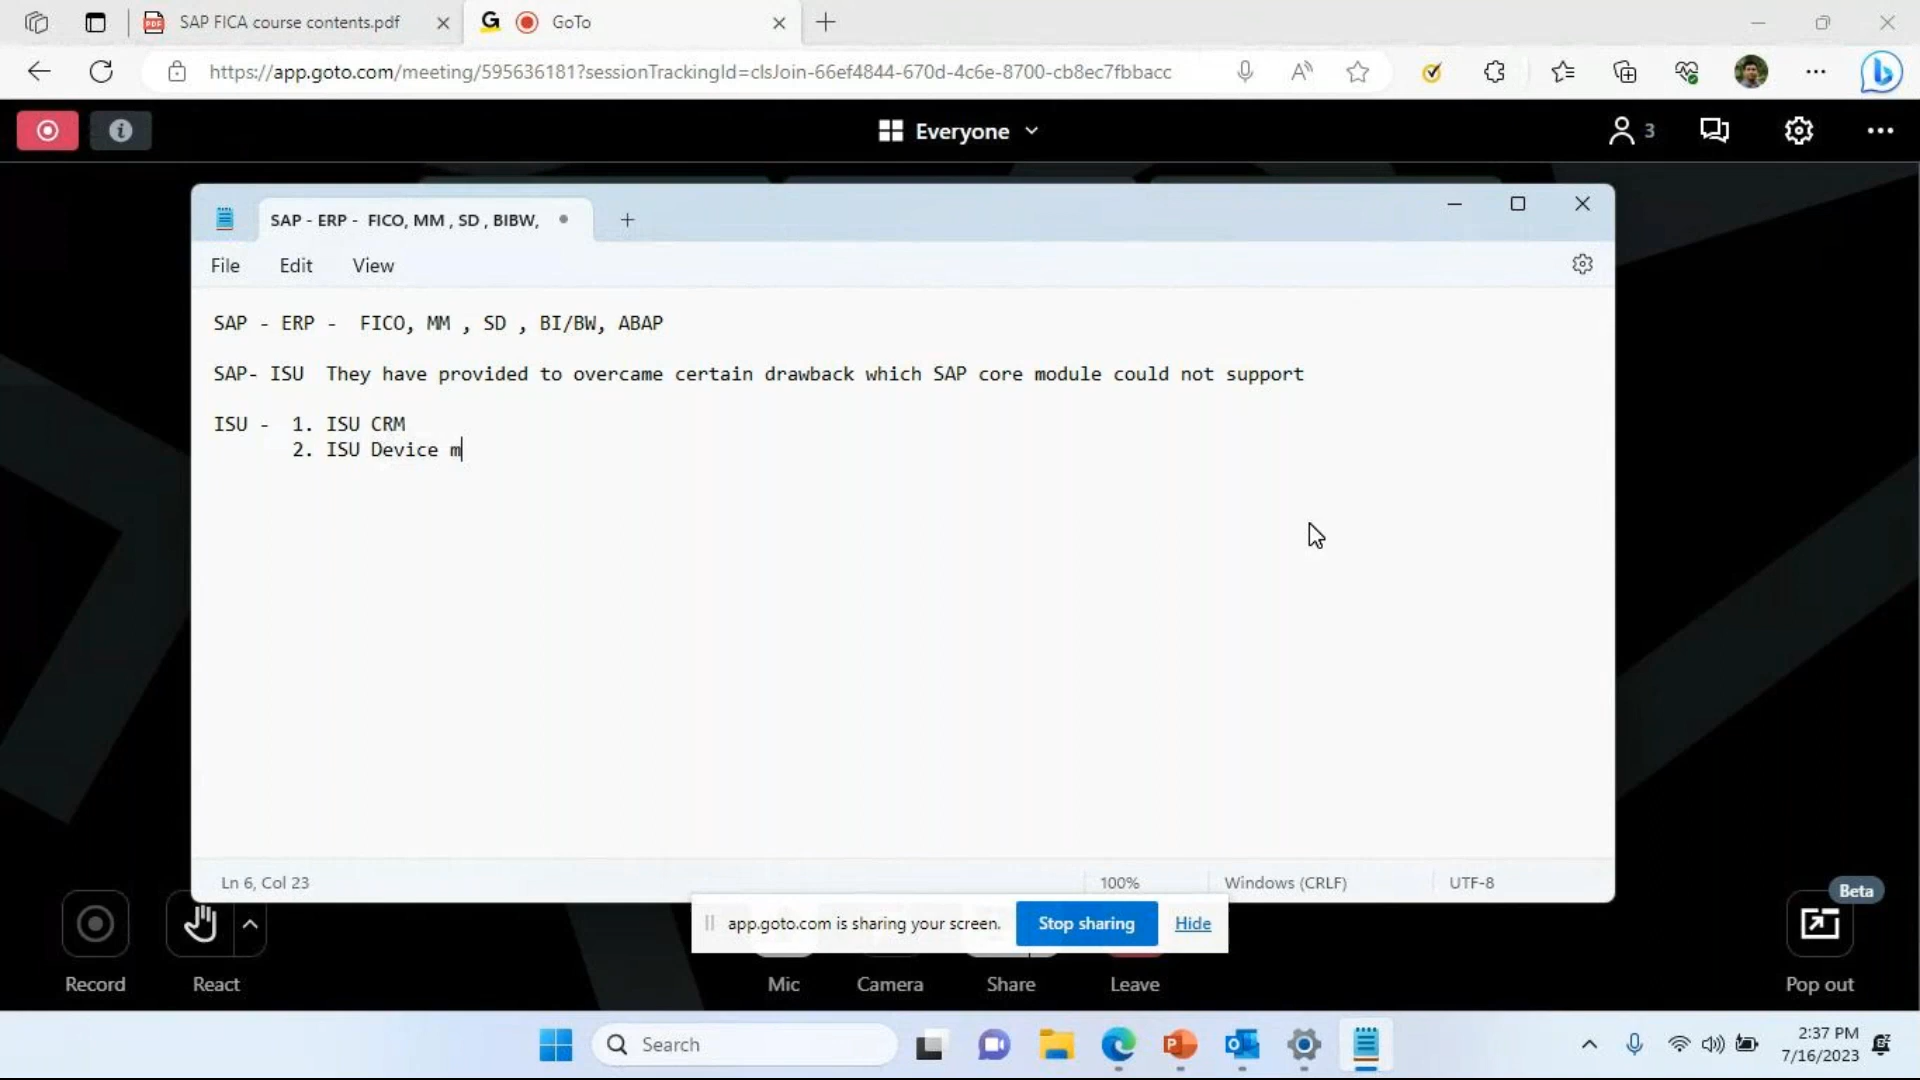 SAP FICA course contents.pdf
GoTo
https://app.goto.com/meeting/595636181?sessionTrackingId=clsJoin-66ef4844-670d-4c6e-8700-cb8ec7fbbacc
Everyone
3
SAP - ERP - FICO, MM , SD , BIBW,
File Edit View
SAP - ERP - FICO, MM , SD , BI/BW, ABAP
SAP- ISU They have provided to overcame certain drawback which SAP core module could not support
ISU - 1. ISU CRM
2. ISU Device m
Ln 6, Col 23
100%
Windows (CRLF)
UTF-8
Beta
app.goto.com is sharing your screen.
Stop sharing
Hide
Record
React
Mic
Camera
Share
Leave
Pop out
Search
2:37 PM
7/16/2023